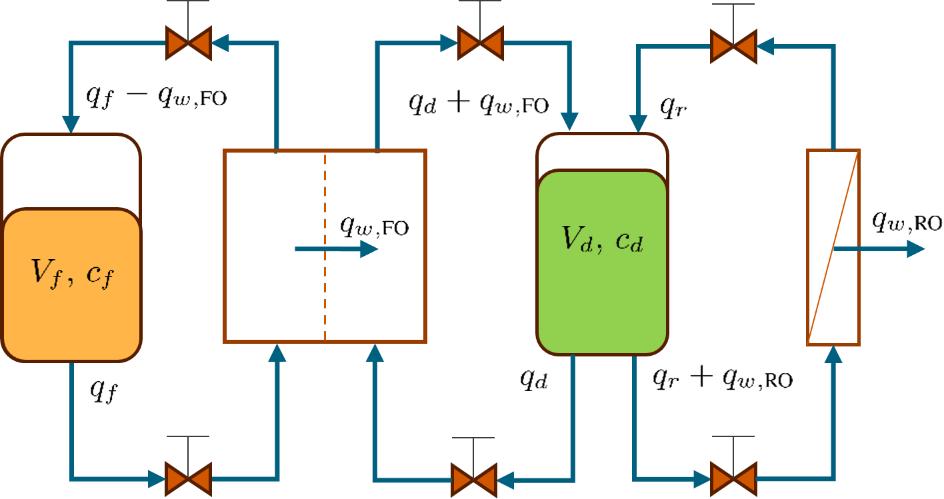 q_f − q_{w,FO}
q_d + q_{w,FO}
q_r
q_{w,FO}
q_{w,RO}
V_f, c_f
V_d, c_d
q_f
q_d
q_r + q_{w,RO}